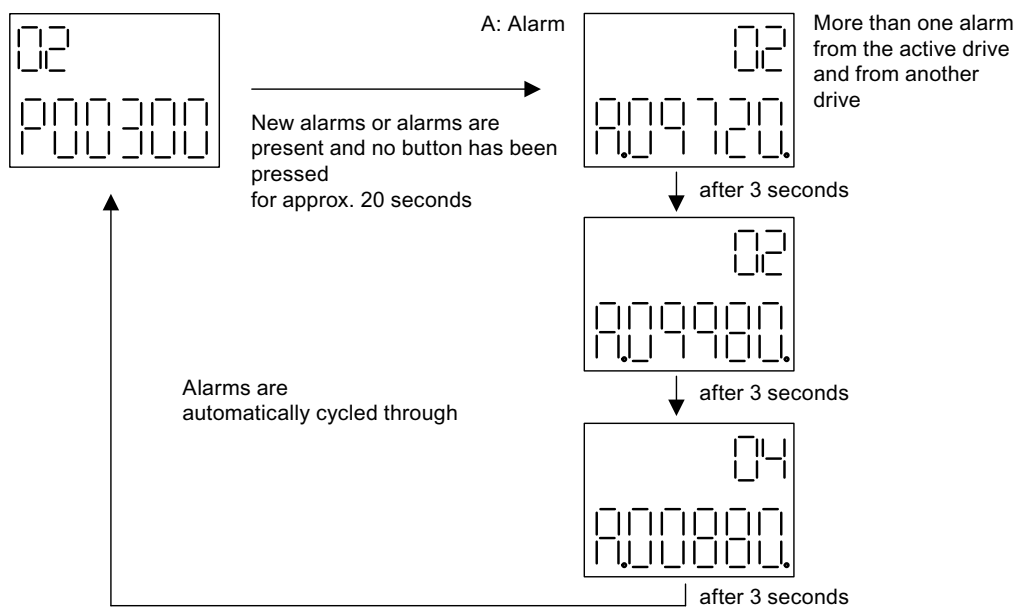 02
P00300
New alarms or alarms are
present and no button has been
pressed
for approx. 20 seconds
A: Alarm
02
A.09720.
More than one alarm
from the active drive
and from another
drive
after 3 seconds
02
A.09980.
after 3 seconds
04
A.00880.
after 3 seconds
Alarms are
automatically cycled through